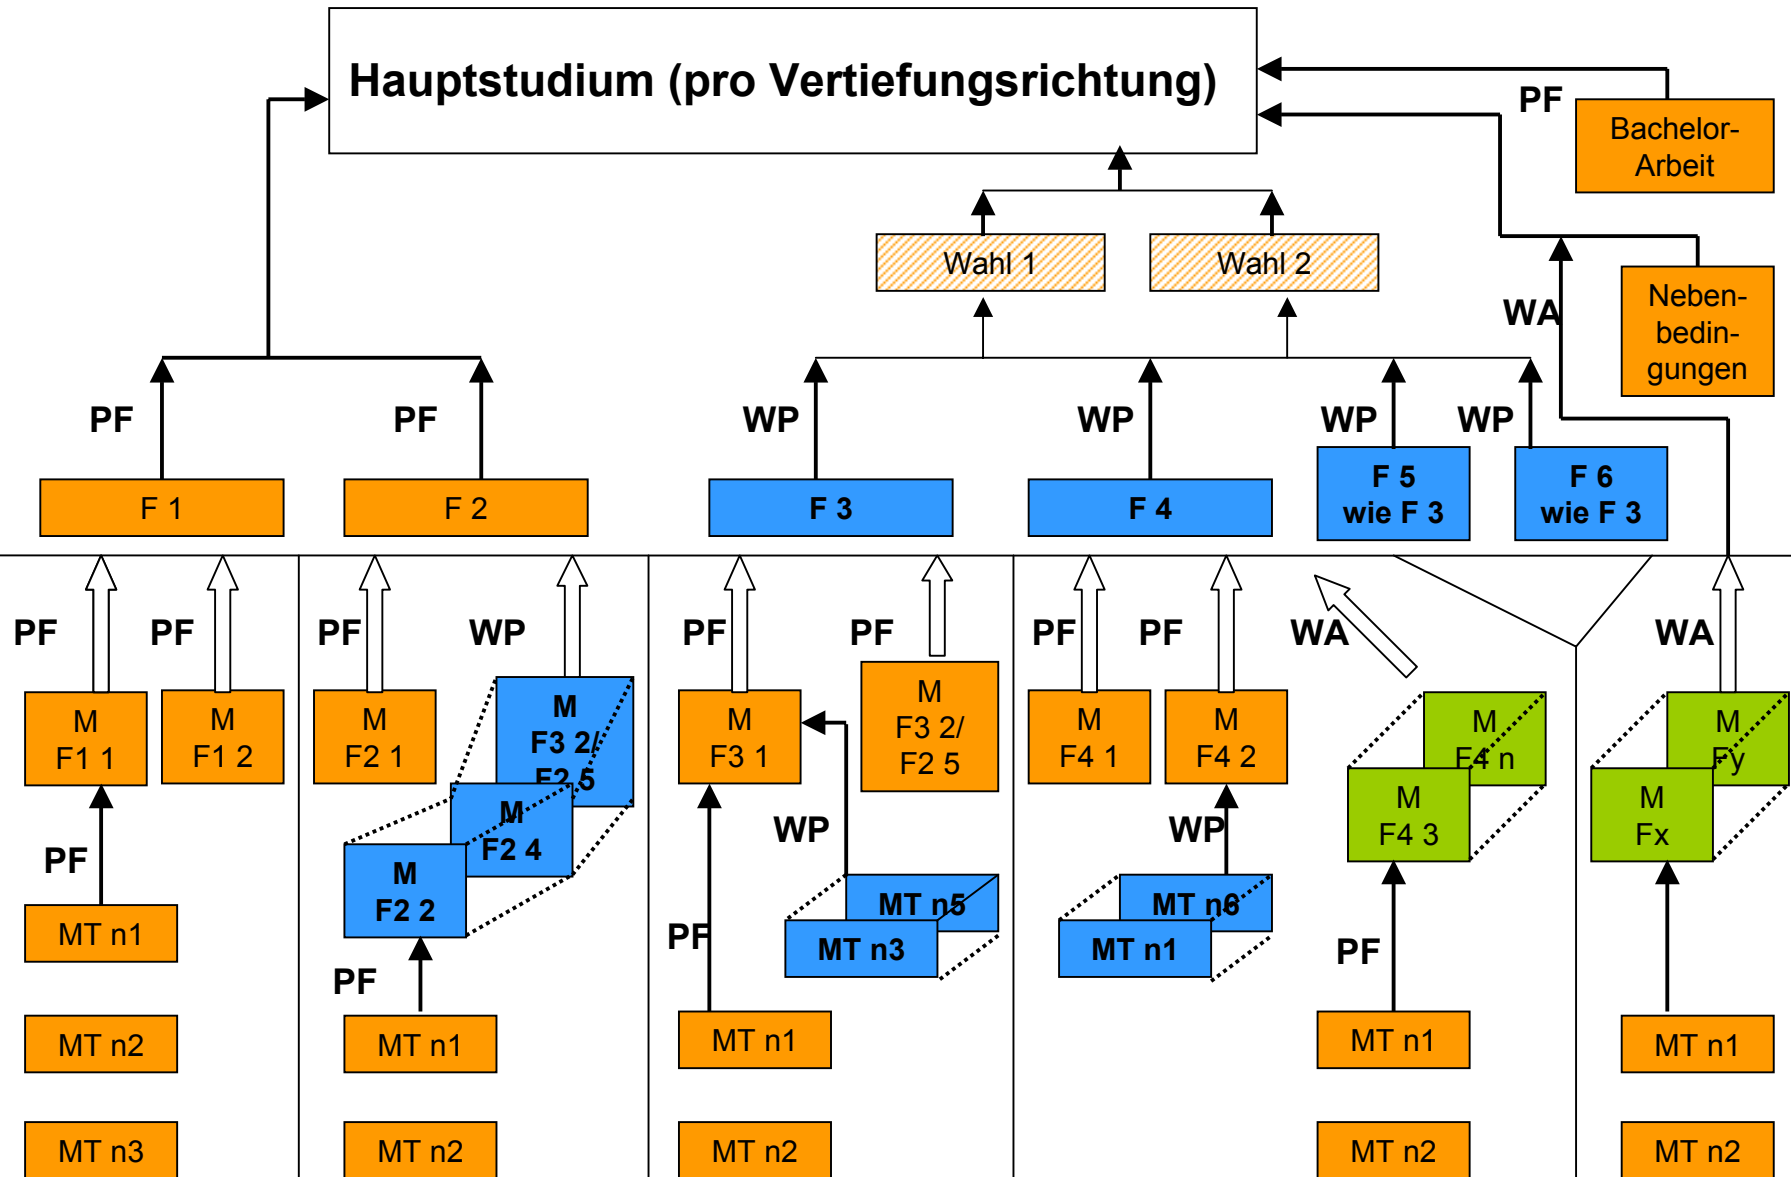 Hauptstudium (pro Vertiefungsrichtung)
PF
Bachelor-
Arbeit
Wahl 1
Wahl 2
WA
Neben-
bedin-
gungen
PF
PF
WP
WP
WP
WP
F 1
F 2
F 3
F 4
F 5
wie F 3
F 6
wie F 3
PF
PF
PF
WP
PF
PF
PF
PF
WA
WA
M
F1 1
M
F1 2
M
F2 1
M
F3 2/
F2 5
M
F2 4
M
F2 2
M
F3 1
M
F3 2/
F2 5
M
F4 1
M
F4 2
M
F4 n
M
F4 3
M
Fy
M
Fx
PF
WP
WP
MT n1
PF
PF
MT n5
MT n3
MT n6
MT n1
PF
MT n2
MT n1
MT n1
MT n1
MT n1
MT n3
MT n2
MT n2
MT n2
MT n2